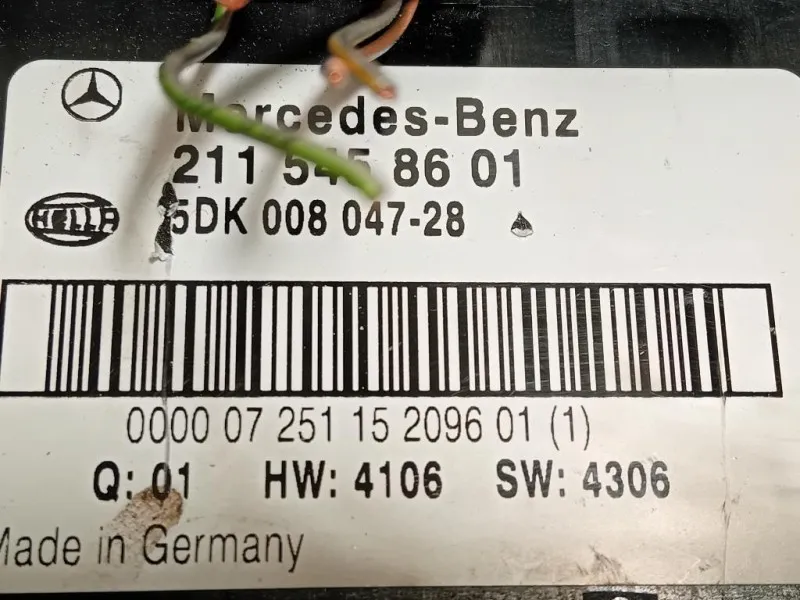 Mercedes-Benz
211 545 86 01
HELLA 5DK 008 047-28
0000 07 251 15 2096 01 (1)
Q: 01 HW: 4106 SW: 4306
Made in Germany